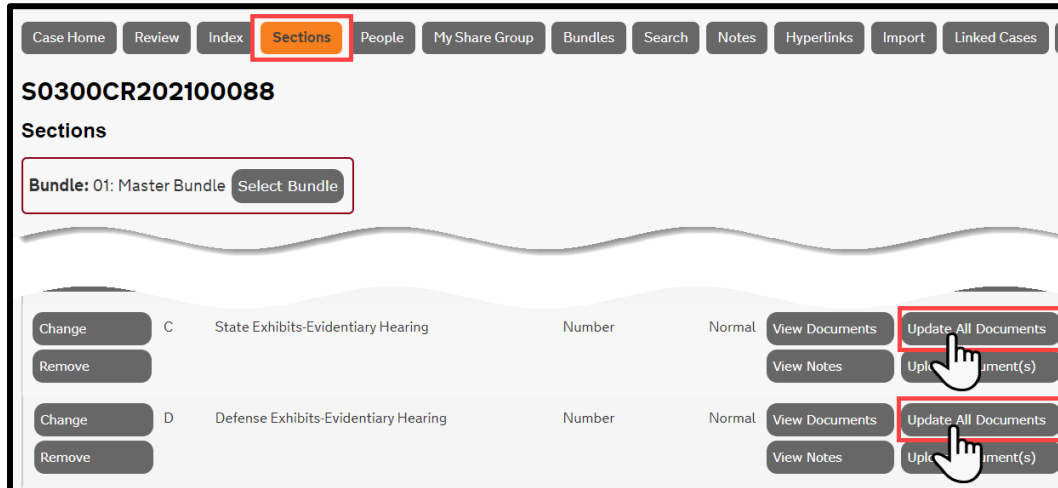 Case Home Review Index Sections People My Share Group Bundles Search Notes Hyperlinks Import Linked Cases
S0300CR202100088
Sections
Bundle: 01: Master Bundle Select Bundle
Change C State Exhibits-Evidentiary Hearing Number Normal View Documents Update All Documents
Remove View Notes
Change D Defense Exhibits-Evidentiary Hearing Number Normal View Documents Update All Documents
Remove View Notes